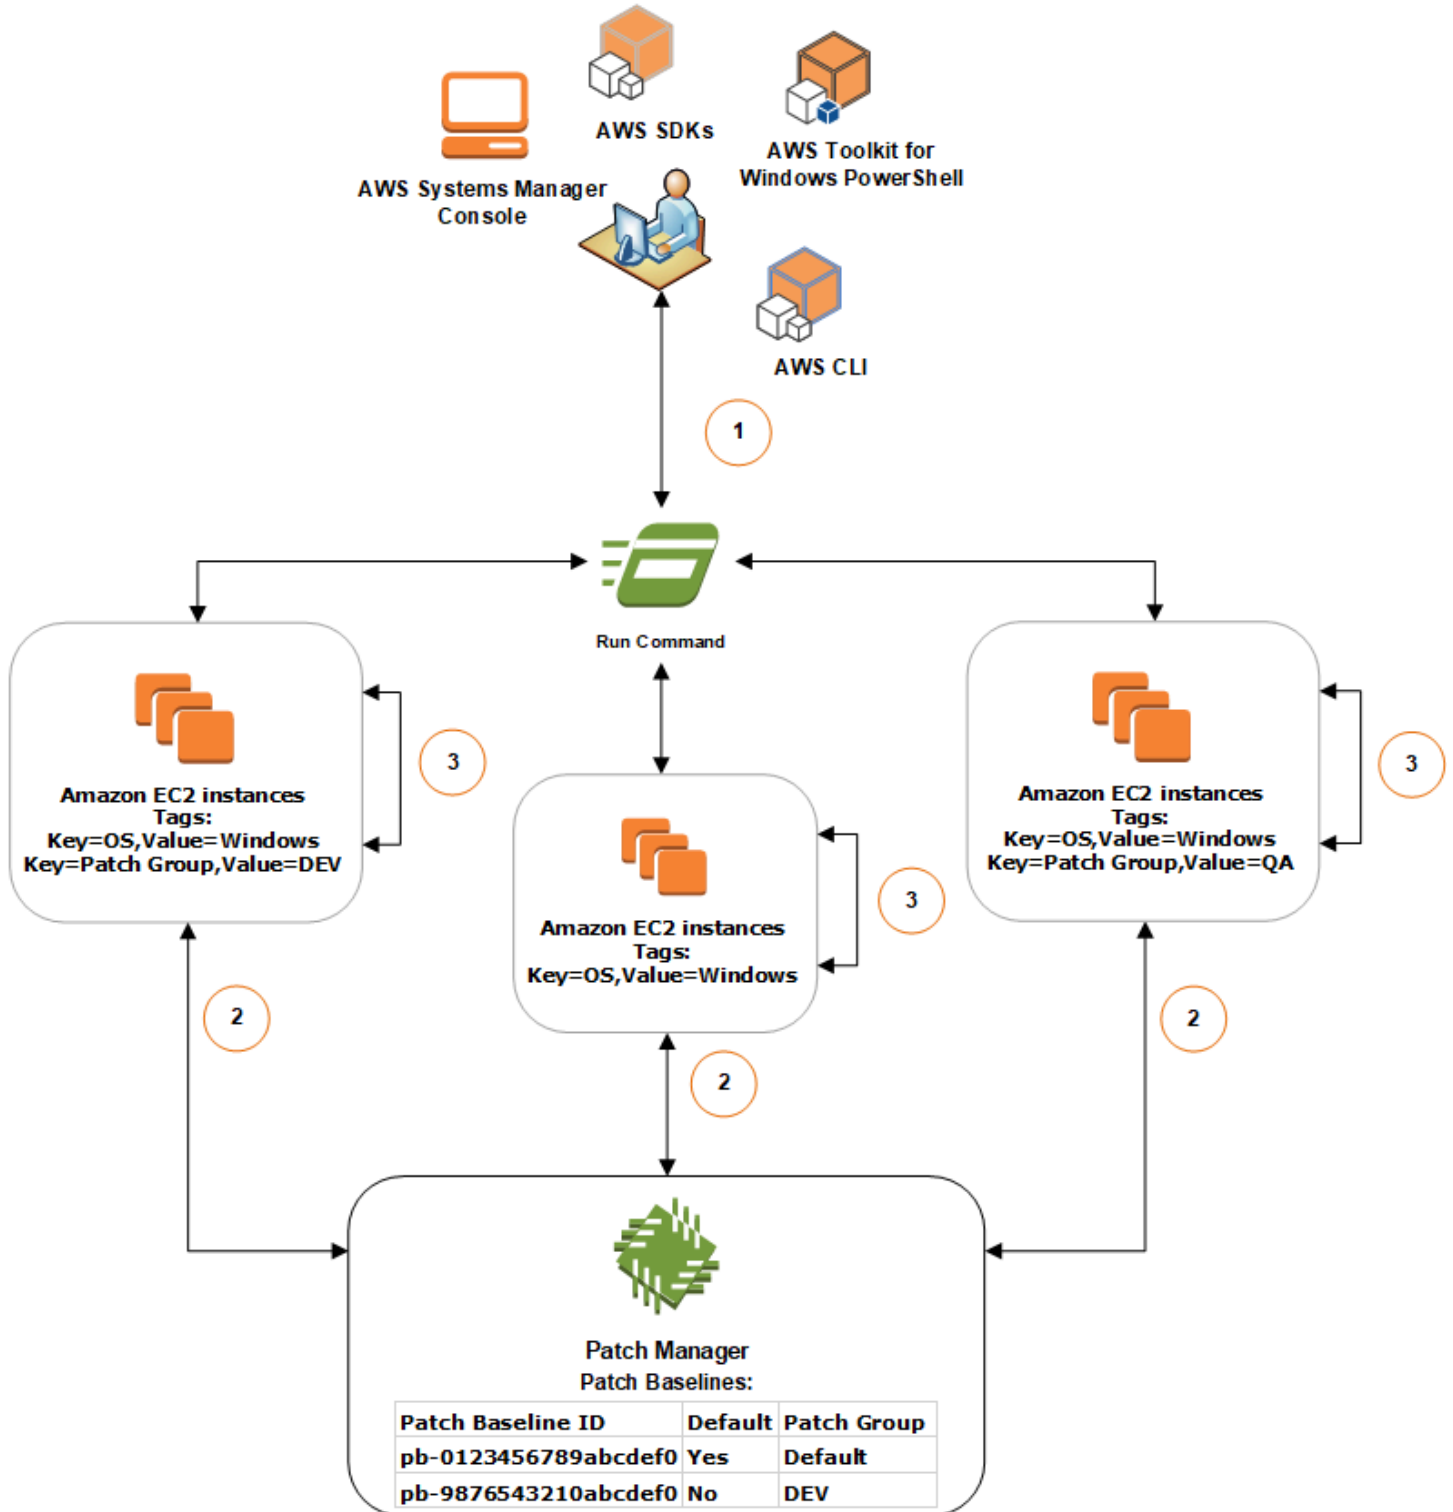 AWS SDKs
AWS Toolkit for
Windows PowerShell
AWS Systems Manager
Console
AWS CLI
1
Run Command
Amazon EC2 instances
Tags:
Key=OS,Value=Windows
Key=Patch Group,Value=DEV
3
Amazon EC2 instances
Tags:
Key=OS,Value=Windows
3
Amazon EC2 instances
Tags:
Key=OS,Value=Windows
Key=Patch Group,Value=QA
3
2
2
2
Patch Manager
Patch Baselines:
Patch Baseline ID Default Patch Group
pb-0123456789abcdef0 Yes Default
pb-9876543210abcdef0 No DEV